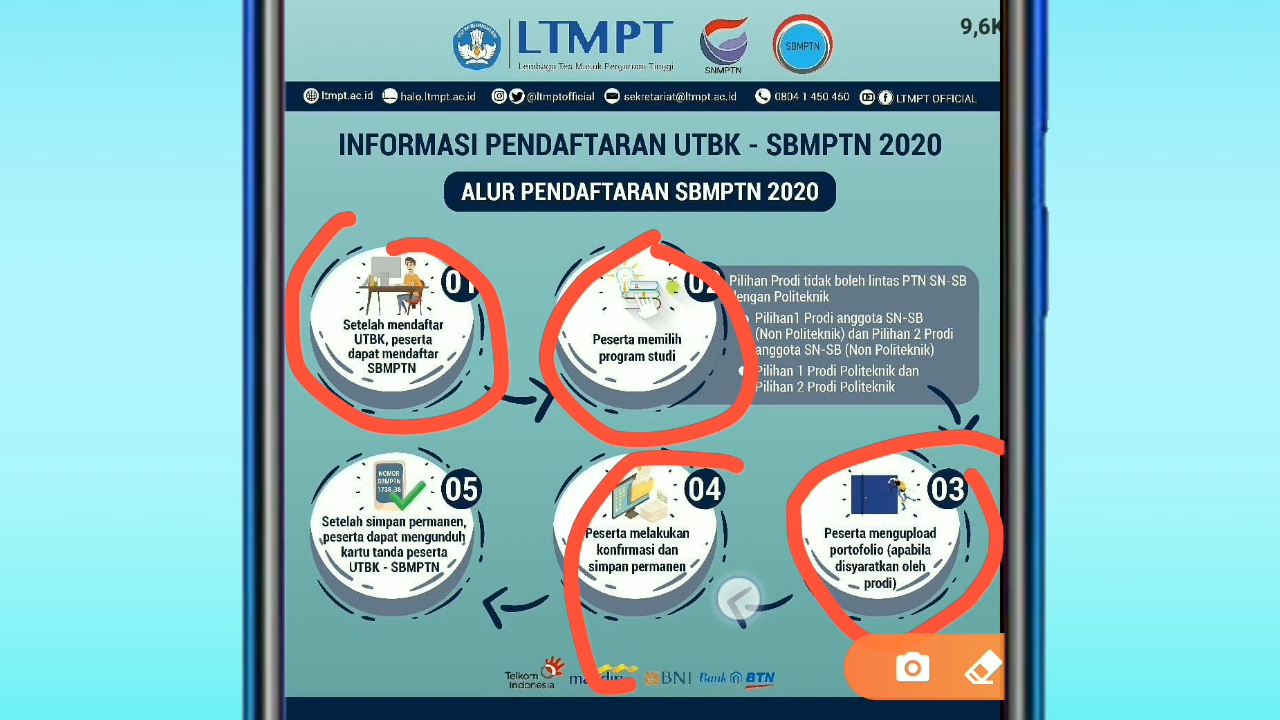 9,6K
LTMPT
Lembaga Tes Masuk Perguruan Tinggi
SNMPTN
SBMPTN
ltmpt.ac.id halo.ltmpt.ac.id @ltmptofficial sekretariat@ltmpt.ac.id 0804 1 450 450 LTMPT OFFICIAL
INFORMASI PENDAFTARAN UTBK - SBMPTN 2020
ALUR PENDAFTARAN SBMPTN 2020
01
Setelah mendaftar
UTBK, peserta
dapat mendaftar
SBMPTN
02
Peserta memilih
program studi
Pilihan Prodi tidak boleh lintas PTN SN-SB
dengan Politeknik
Pilihan1 Prodi anggota SN-SB
(Non Politeknik) dan Pilihan 2 Prodi
anggota SN-SB (Non Politeknik)
Pilihan 1 Prodi Politeknik dan
Pilihan 2 Prodi Politeknik
03
Peserta mengupload
portofolio (apabila
disyaratkan oleh
prodi)
04
Peserta melakukan
konfirmasi dan
simpan permanen
05
NOMOR
SBMPTN
Setelah simpan permanen,
peserta dapat mengunduh
kartu tanda peserta
UTBK - SBMPTN
Telkom
Indonesia
mandiri
BNI
Bank BTN